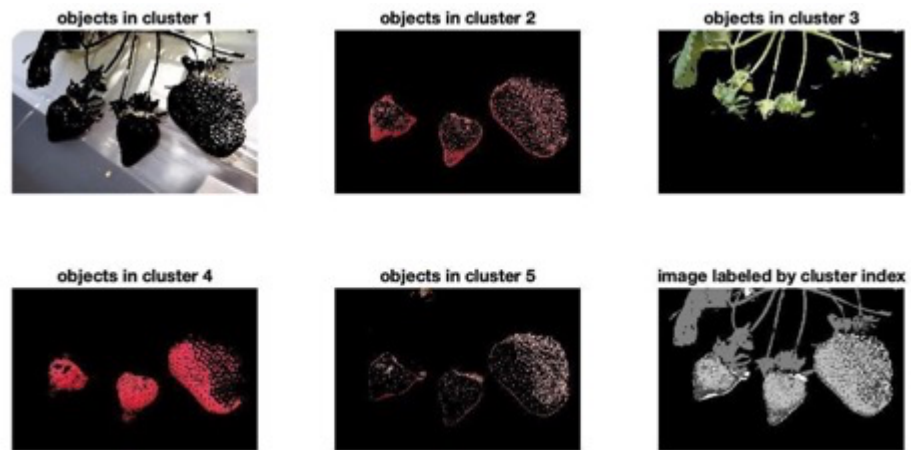 objects in cluster 1
objects in cluster 2
objects in cluster 3
objects in cluster 4
objects in cluster 5
image labeled by cluster index